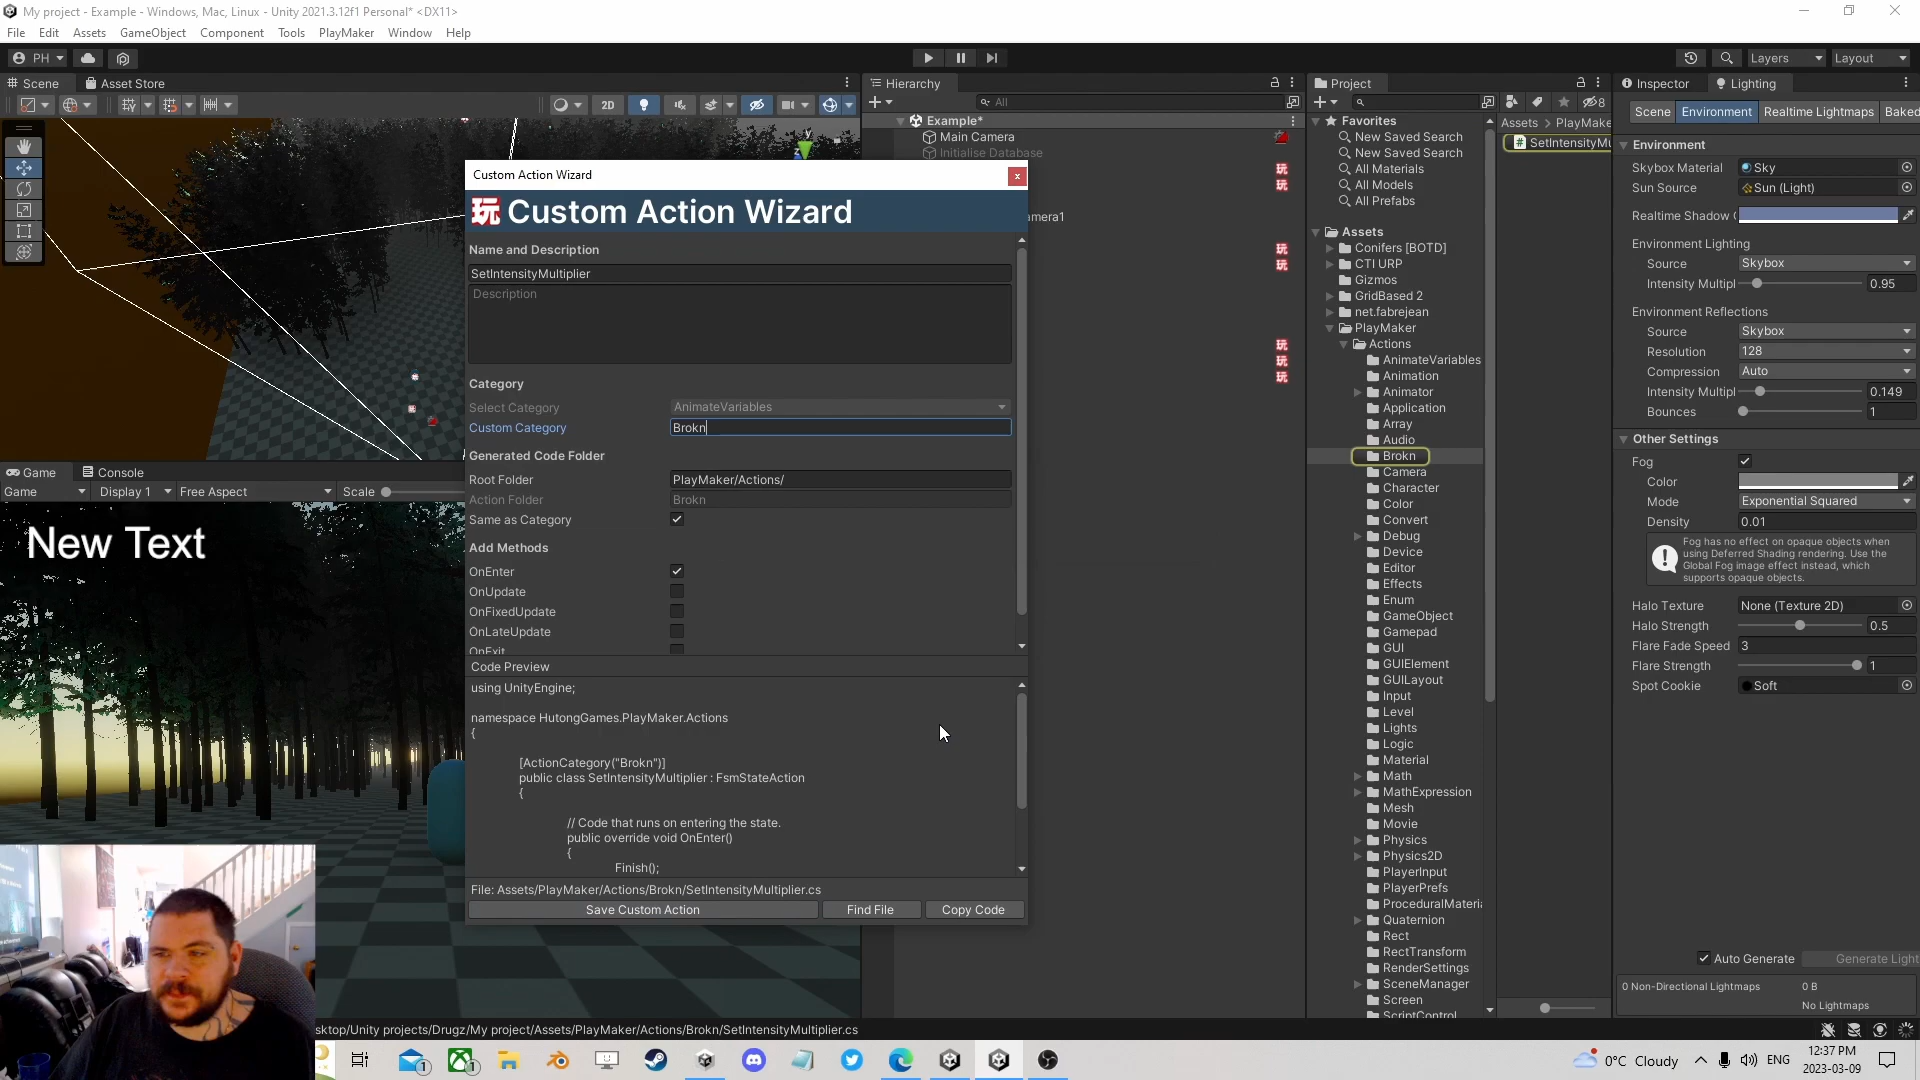 My project - Example - Windows, Mac, Linux - Unity 2021.3.12f1 Personal* <DX11>
File Edit Assets GameObject Component Tools PlayMaker Window Help
PH
Layers
Layout
Scene
Asset Store
2D
Hierarchy
All
Example*
Main Camera
Initialise Database
amera1
Project
8
Favorites
New Saved Search
New Saved Search
All Materials
All Models
All Prefabs
Assets
Conifers [BOTD]
CTI URP
Gizmos
GridBased 2
net.fabrejean
PlayMaker
Actions
AnimateVariables
Animation
Animator
Application
Array
Audio
Brokn
Camera
Character
Color
Convert
Debug
Device
Editor
Effects
Enum
GameObject
Gamepad
GUI
GUIElement
GUILayout
Input
Level
Lights
Logic
Material
Math
MathExpression
Mesh
Movie
Physics
Physics2D
PlayerInput
PlayerPrefs
ProceduralMateri
Quaternion
Rect
RectTransform
RenderSettings
SceneManager
Screen
ScriptControl
Assets > PlayMake
SetIntensityMu
Custom Action Wizard
x
玩 Custom Action Wizard
Name and Description
SetIntensityMultiplier
Description
Category
Select Category AnimateVariables
Custom Category Brokn
Generated Code Folder
Root Folder PlayMaker/Actions/
Action Folder Brokn
Same as Category
Add Methods
OnEnter
OnUpdate
OnFixedUpdate
OnLateUpdate
OnExit
Code Preview
using UnityEngine;
namespace HutongGames.PlayMaker.Actions
{
[ActionCategory("Brokn")]
public class SetIntensityMultiplier : FsmStateAction
{
// Code that runs on entering the state.
public override void OnEnter()
{
Finish();
File: Assets/PlayMaker/Actions/Brokn/SetIntensityMultiplier.cs
Save Custom Action
Find File
Copy Code
Game
Console
Game Display 1 Free Aspect Scale
New Text
Inspector
Lighting
Scene Environment Realtime Lightmaps Baked
Environment
Skybox Material Sky
Sun Source Sun (Light)
Realtime Shadow
Environment Lighting
Source Skybox
Intensity Multipl 0.95
Environment Reflections
Source Skybox
Resolution 128
Compression Auto
Intensity Multipl 0.149
Bounces 1
Other Settings
Fog
Color
Mode Exponential Squared
Density 0.01
Fog has no effect on opaque objects when
using Deferred Shading rendering. Use the
Global Fog image effect instead, which
supports opaque objects.
Halo Texture None (Texture 2D)
Halo Strength 0.5
Flare Fade Speed 3
Flare Strength 1
Spot Cookie Soft
Auto Generate
Generate Light
0 Non-Directional Lightmaps 0 B
No Lightmaps
sktop/Unity projects/Drugz/My project/Assets/PlayMaker/Actions/Brokn/SetIntensityMultiplier.cs
1
1
0°C Cloudy
ENG
12:37 PM
2023-03-09